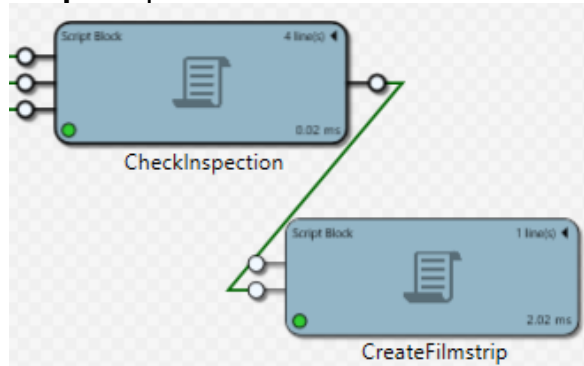 Script Block 4 line(s)
0.02 ms
CheckInspection
Script Block 1 line(s)
2.02 ms
CreateFilmstrip